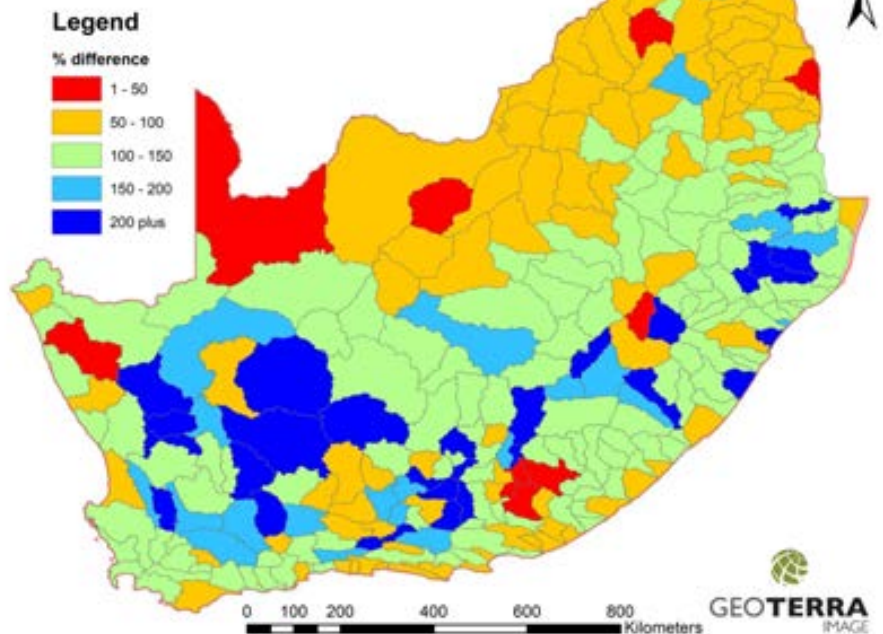 Legend
% difference
1 - 50
50 - 100
100 - 150
150 - 200
200 plus
0 100 200 400 600 800
Kilometers
GEOTERRA
IMAGE